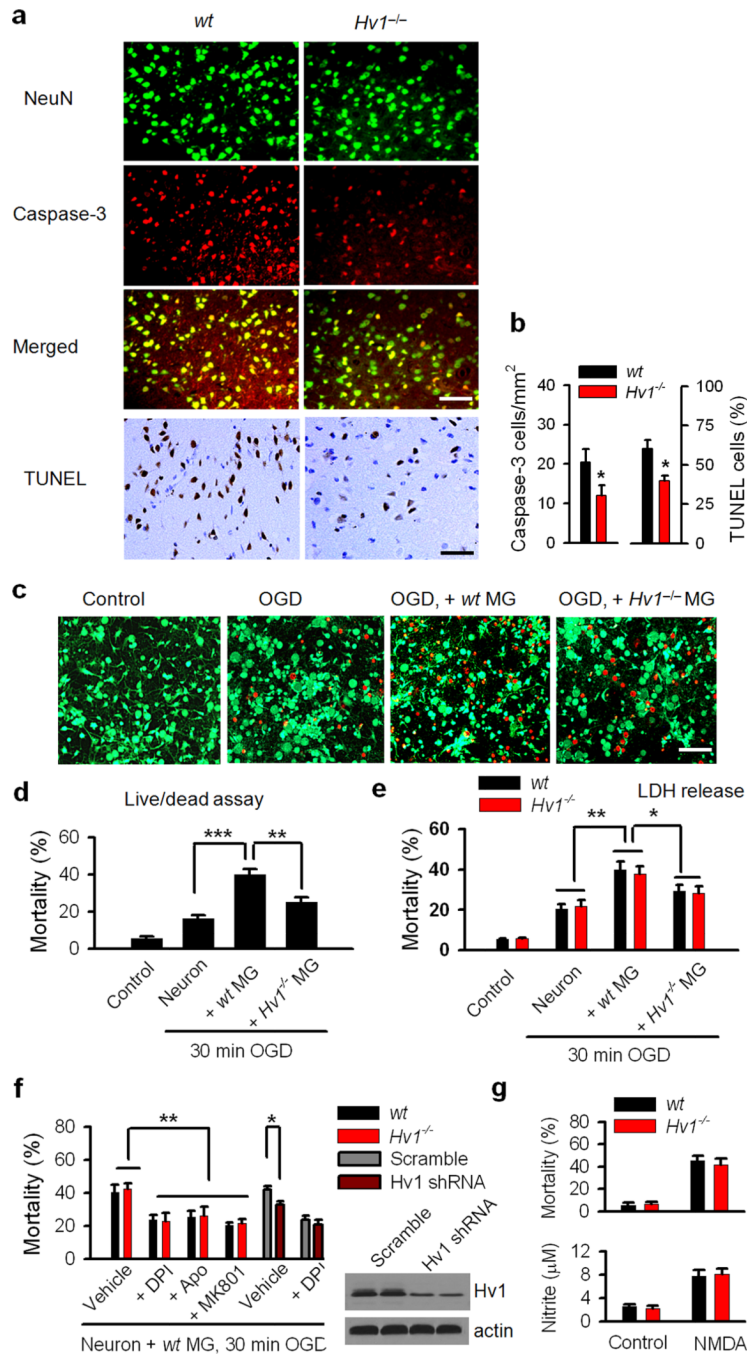 a
wt
Hv1–/–
NeuN
Caspase-3
Merged
TUNEL
b
wt
Hv1–/–
Caspase-3 cells/mm2
40
30
20
10
0
*
*
100
50
0
TUNEL cells (%)
c
Control
OGD
OGD, + wt MG
OGD, + Hv1–/– MG
d
Live/dead assay
Mortality (%)
60
40
20
0
***
**
Control
Neuron
+ wt MG
+ Hv1-/- MG
30 min OGD
e
wt
Hv1-/-
LDH release
Mortality (%)
60
40
20
0
**
*
Control
Neuron
+ wt MG
+ Hv1-/- MG
30 min OGD
f
Mortality (%)
80
60
40
20
0
**
*
Vehicle
+ DPI
+ Apo
+ MK801
Vehicle
+ DPI
Neuron + wt MG, 30 min OGD
wt
Hv1-/-
Scramble
Hv1 shRNA
Scramble
Hv1 shRNA
Hv1
actin
g
wt
Hv1-/-
Mortality (%)
80
60
40
20
0
Nitrite (μM)
12
8
4
0
Control
NMDA